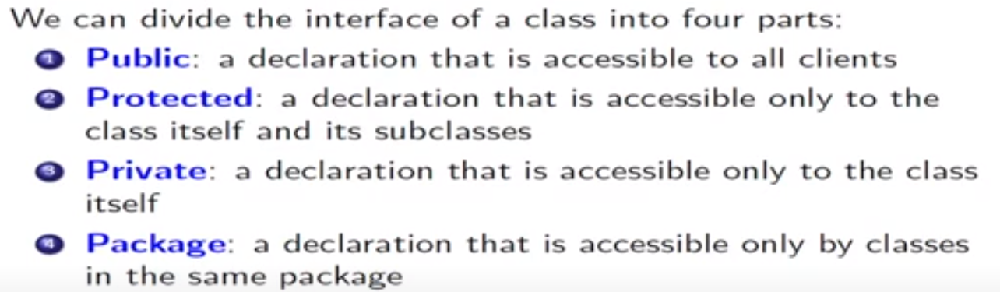 We can divide the interface of a class into four parts:
1 Public: a declaration that is accessible to all clients
2 Protected: a declaration that is accessible only to the
class itself and its subclasses
3 Private: a declaration that is accessible only to the class
itself
4 Package: a declaration that is accessible only by classes
in the same package